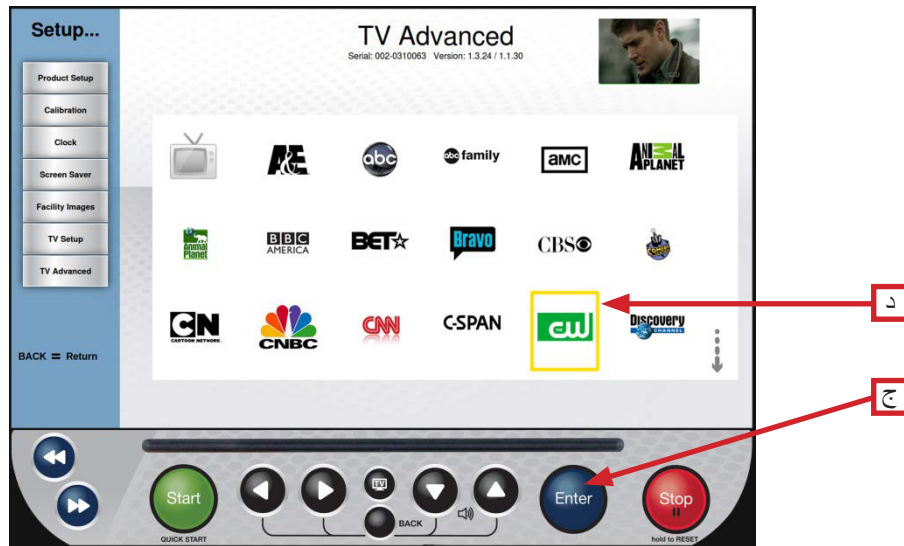 Setup...
TV Advanced
Serial: 002-0310063 Version: 1.3.24 / 1.1.30
Product Setup
Calibration
Clock
Screen Saver
Facility Images
TV Setup
TV Advanced
BACK = Return
A&E
abc
abc family
amc
ANIMAL PLANET
Animal Planet
BBC AMERICA
BET
Bravo
CBS
CN CARTOON NETWORK
CNBC
CNN
C-SPAN
CW
Discovery CHANNEL
د
ج
Start
QUICK START
TV
BACK
Enter
Stop
hold to RESET